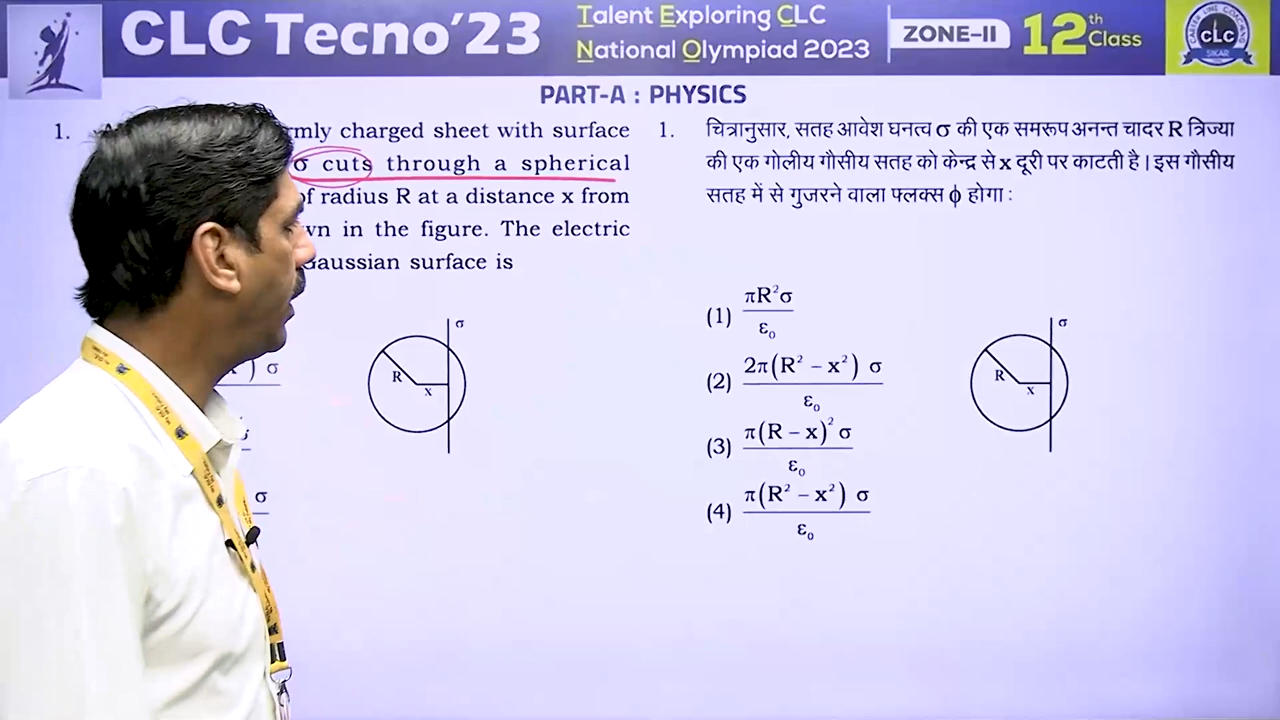 CLC Tecno'23
Talent Exploring CLC
National Olympiad 2023
ZONE-II
12th Class
CLC
SIKAR
PART-A : PHYSICS
1.
charged sheet with surface
σ cuts through a spherical
of radius R at a distance x from
in the figure. The electric
Gaussian surface is
σ
R
x
σ
σ
1. चित्रानुसार, सतह आवेश घनत्व σ की एक समरूप अनन्त चादर R त्रिज्या
की एक गोलीय गौसीय सतह को केन्द्र से x दूरी पर काटती है। इस गौसीय
सतह में से गुजरने वाला फ्लक्स ϕ होगा :
(1) πR²σ
ε₀
(2) 2π(R² – x²) σ
ε₀
(3) π(R – x)² σ
ε₀
(4) π(R² – x²) σ
ε₀
σ
R
x